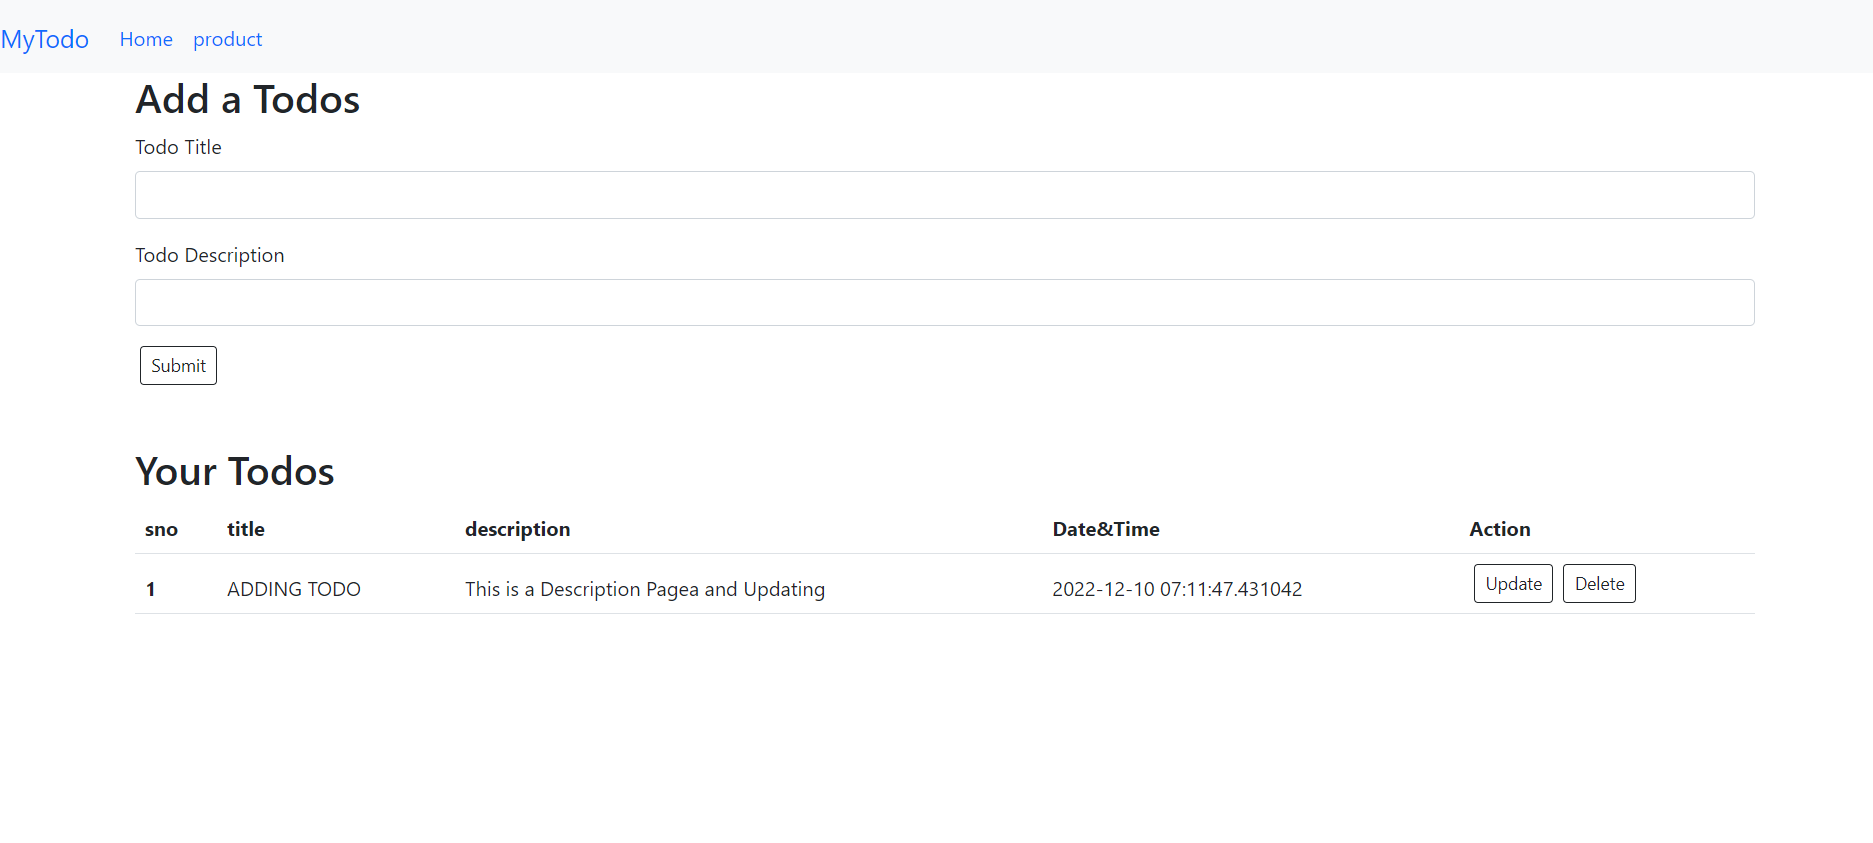 MyTodo Home product
Add a Todos
Todo Title
Todo Description
Submit
Your Todos
sno title description Date&Time Action
1 ADDING TODO This is a Description Pagea and Updating 2022-12-10 07:11:47.431042 Update Delete